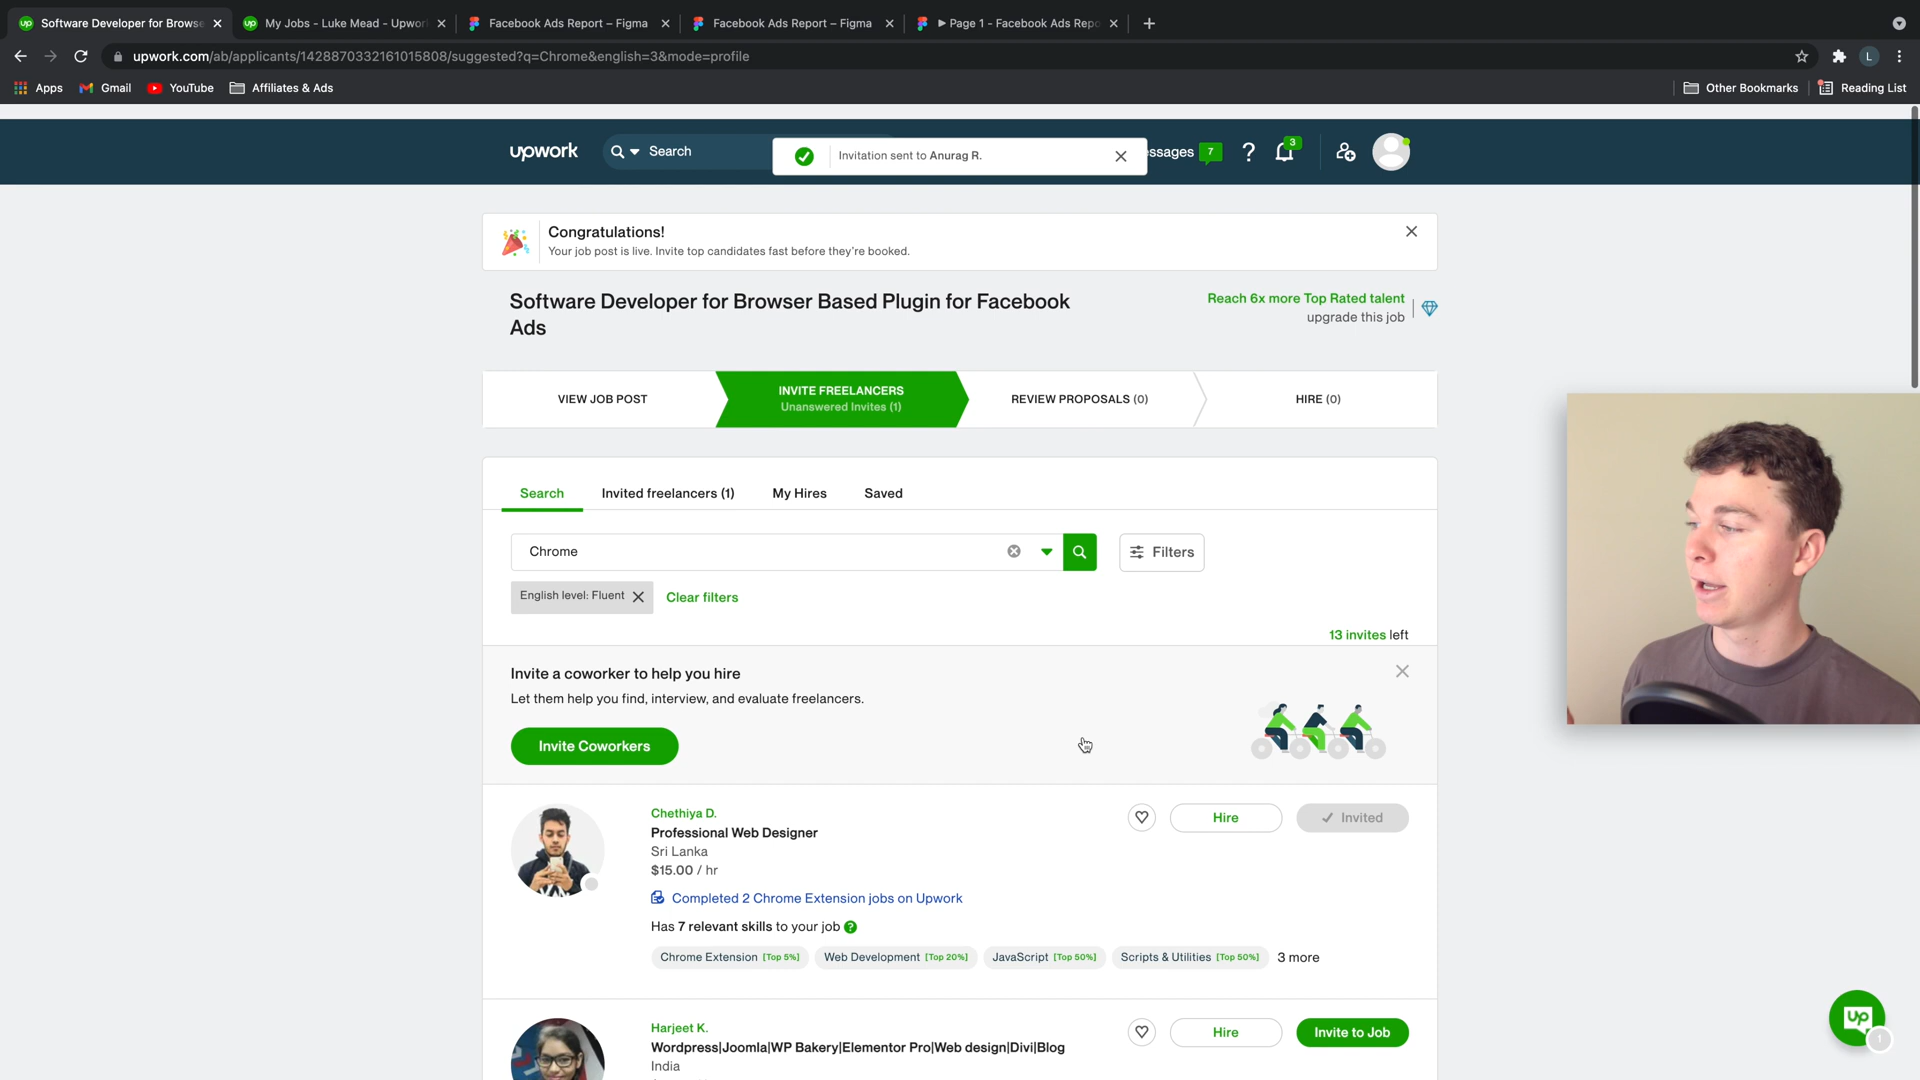 Software Developer for Browse
My Jobs - Luke Mead - Upwor
Facebook Ads Report – Figma
Facebook Ads Report – Figma
▶ Page 1 - Facebook Ads Repo
upwork.com/ab/applicants/1428870332161015808/suggested?q=Chrome&english=3&mode=profile
L
Apps
Gmail
YouTube
Affiliates & Ads
Other Bookmarks
Reading List
upwork
Search
Invitation sent to Anurag R.
ssages
7
3
Congratulations!
Your job post is live. Invite top candidates fast before they're booked.
Software Developer for Browser Based Plugin for Facebook
Ads
Reach 6x more Top Rated talent
upgrade this job
VIEW JOB POST
INVITE FREELANCERS
Unanswered Invites (1)
REVIEW PROPOSALS (0)
HIRE (0)
Search
Invited freelancers (1)
My Hires
Saved
Chrome
Filters
English level: Fluent
Clear filters
13 invites left
Invite a coworker to help you hire
Let them help you find, interview, and evaluate freelancers.
Invite Coworkers
Chethiya D.
Professional Web Designer
Sri Lanka
$15.00 / hr
Hire
Invited
Completed 2 Chrome Extension jobs on Upwork
Has 7 relevant skills to your job
Chrome Extension [Top 5%]
Web Development [Top 20%]
JavaScript [Top 50%]
Scripts & Utilities [Top 50%]
3 more
Harjeet K.
Wordpress|Joomla|WP Bakery|Elementor Pro|Web design|Divi|Blog
India
Hire
Invite to Job
up
1